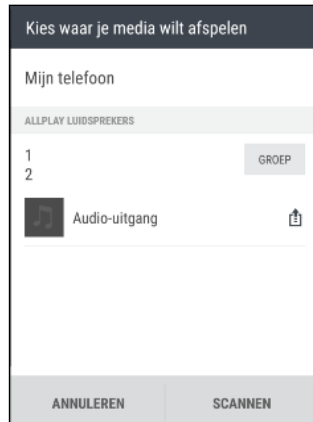 Kies waar je media wilt afspelen
Mijn telefoon
ALLPLAY LUIDSPREKERS
1
2
GROEP
Audio-uitgang
ANNULEREN
SCANNEN